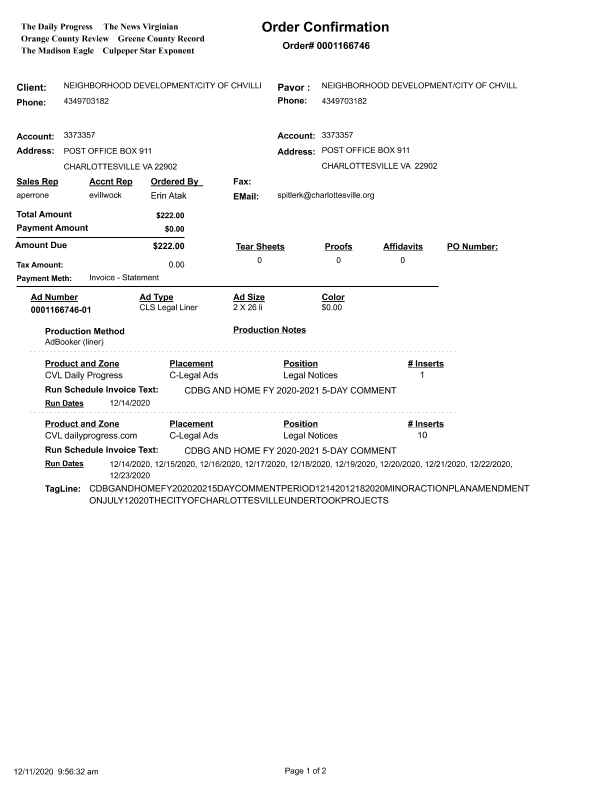 The Daily Progress The News Virginian
Orange County Review Greene County Record
The Madison Eagle Culpeper Star Exponent
Order Confirmation
Order# 0001166746
Client: NEIGHBORHOOD DEVELOPMENT/CITY OF CHVILLI
Payor : NEIGHBORHOOD DEVELOPMENT/CITY OF CHVILL
Phone: 4349703182
Phone: 4349703182
Account: 3373357
Account: 3373357
Address: POST OFFICE BOX 911
Address: POST OFFICE BOX 911
CHARLOTTESVILLE VA 22902
CHARLOTTESVILLE VA 22902
Sales Rep Accnt Rep Ordered By Fax:
aperrone evillwock Erin Atak EMail: spitlerk@charlottesville.org
Total Amount $222.00
Payment Amount $0.00
Amount Due $222.00 Tear Sheets Proofs Affidavits PO Number:
Tax Amount: 0.00 0 0 0
Payment Meth: Invoice - Statement
Ad Number Ad Type Ad Size Color
0001166746-01 CLS Legal Liner 2 X 26 li $0.00
Production Method Production Notes
AdBooker (liner)
Product and Zone Placement Position # Inserts
CVL Daily Progress C-Legal Ads Legal Notices 1
Run Schedule Invoice Text: CDBG AND HOME FY 2020-2021 5-DAY COMMENT
Run Dates 12/14/2020
Product and Zone Placement Position # Inserts
CVL dailyprogress.com C-Legal Ads Legal Notices 10
Run Schedule Invoice Text: CDBG AND HOME FY 2020-2021 5-DAY COMMENT
Run Dates 12/14/2020, 12/15/2020, 12/16/2020, 12/17/2020, 12/18/2020, 12/19/2020, 12/20/2020, 12/21/2020, 12/22/2020,
12/23/2020
TagLine: CDBGANDHOMEFY202020215DAYCOMMENTPERIOD12142012182020MINORACTIONPLANAMENDMENT
ONJULY12020THECITYOFCHARLOTTESVILLEUNDERTOOKPROJECTS
12/11/2020 9:56:32 am
Page 1 of 2